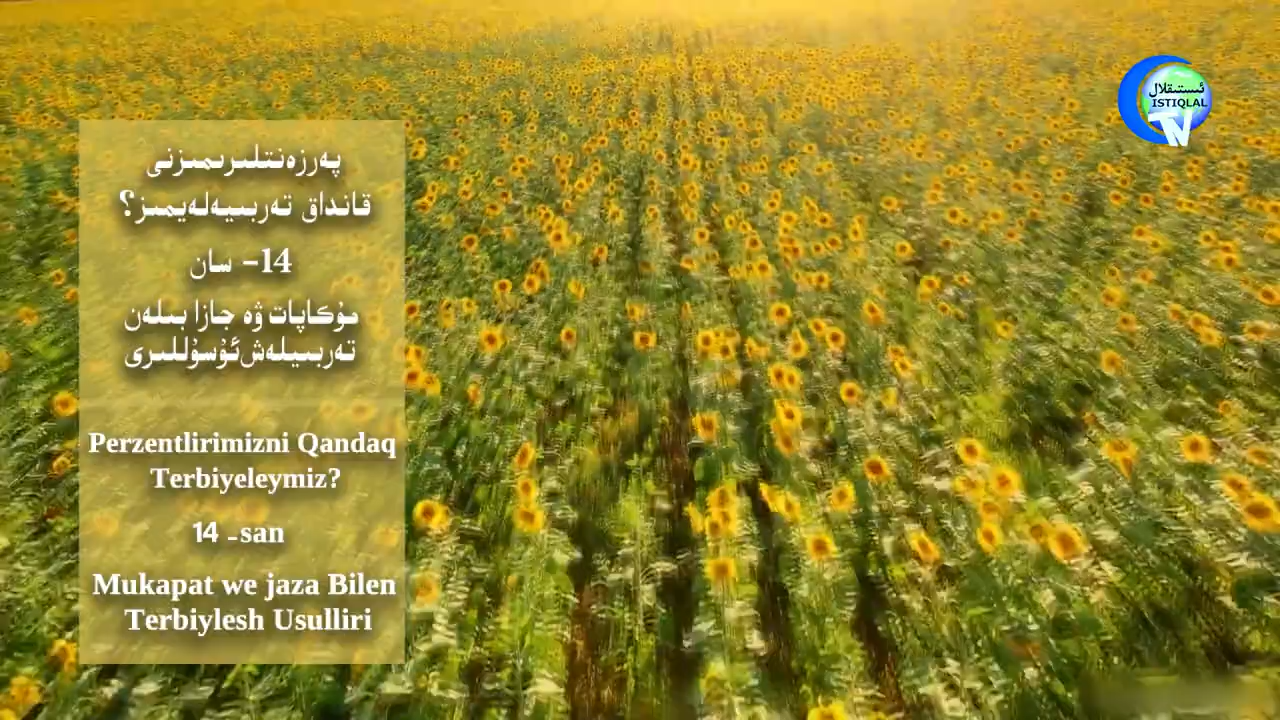 پەرزەنتلىرىمىزنى
قانداق تەربىيەلەيمىز؟
14- سان
مۇكاپات ۋە جازا بىلەن
تەربىيلەش ئۇسۇللىرى
Perzentlirimizni Qandaq
Terbiyeleymiz?
14 -san
Mukapat we jaza Bilen
Terbiylesh Usulliri
ئىستىقلال
ISTIQLAL
TV